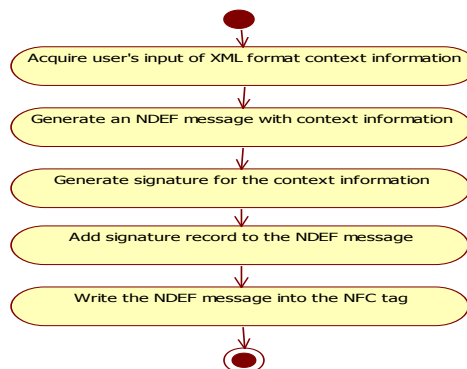 Acquire user's input of XML format context information
Generate an NDEF message with context information
Generate signature for the context information
Add signature record to the NDEF message
Write the NDEF message into the NFC tag